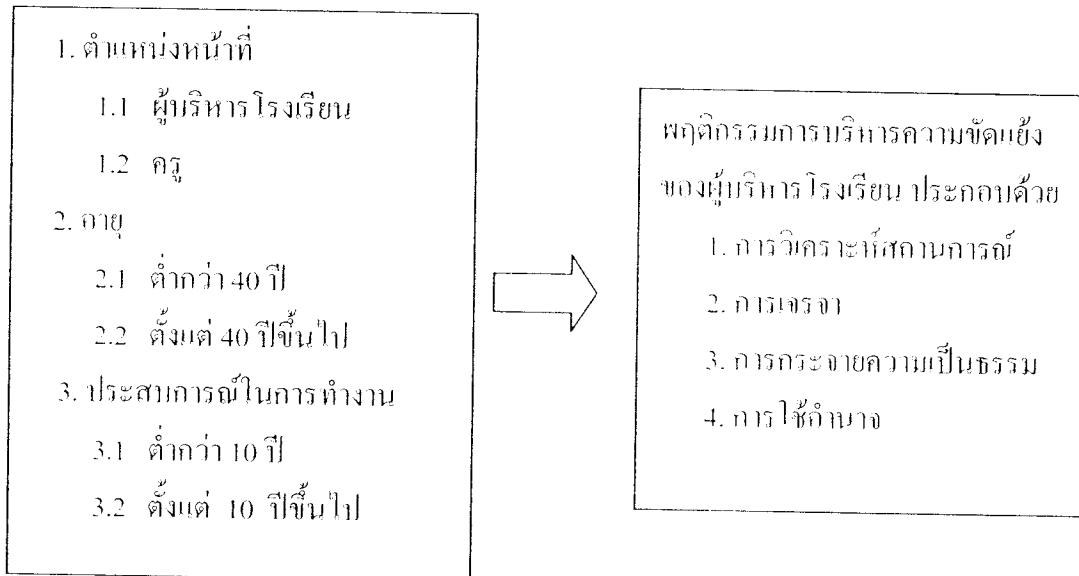 1. ตำแหน่งหน้าที่
1.1 ผู้บริหารโรงเรียน
1.2 ครู
2. อายุ
2.1 ต่ำกว่า 40 ปี
2.2 ตั้งแต่ 40 ปีขึ้นไป
3. ประสบการณ์ในการทำงาน
3.1 ต่ำกว่า 10 ปี
3.2 ตั้งแต่ 10 ปีขึ้นไป
พฤติกรรมการบริหารความขัดแย้ง
ของผู้บริหารโรงเรียน ประกอบด้วย
1. การวิเคราะห์สถานการณ์
2. การเจรจา
3. การกระจายความเป็นธรรม
4. การใช้อำนาจ